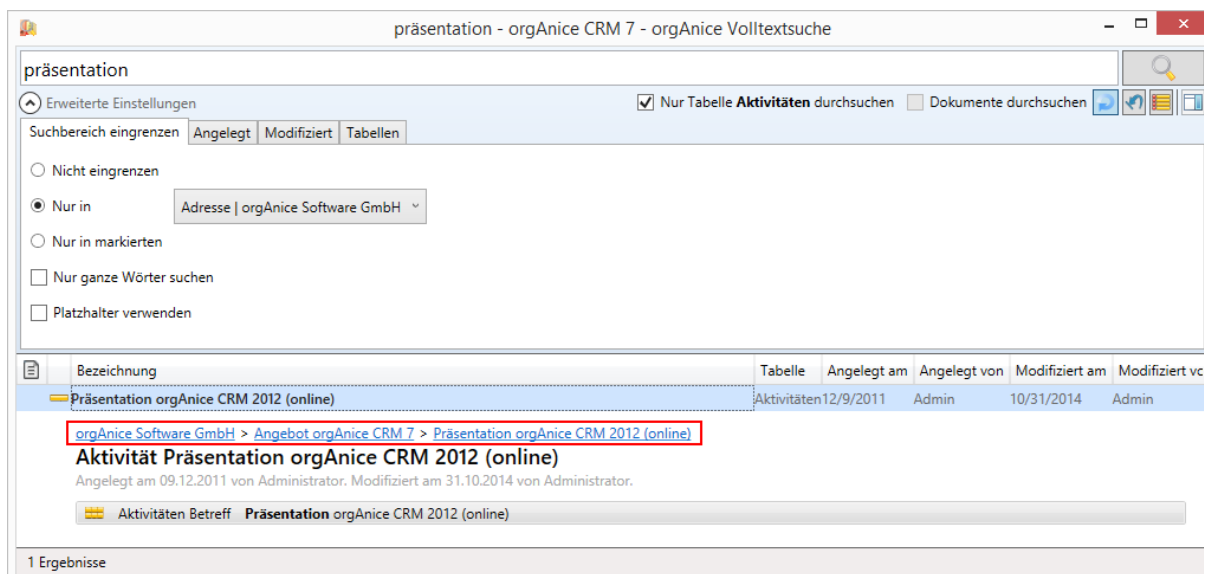 präsentation - orgAnice CRM 7 - orgAnice Volltextsuche
präsentation
Erweiterte Einstellungen Nur Tabelle Aktivitäten durchsuchen Dokumente durchsuchen
Suchbereich eingrenzen Angelegt Modifiziert Tabellen
Nicht eingrenzen
Nur in Adresse | orgAnice Software GmbH
Nur in markierten
Nur ganze Wörter suchen
Platzhalter verwenden
Bezeichnung Tabelle Angelegt am Angelegt von Modifiziert am Modifiziert vc
Präsentation orgAnice CRM 2012 (online) Aktivitäten 12/9/2011 Admin 10/31/2014 Admin
orgAnice Software GmbH > Angebot orgAnice CRM 7 > Präsentation orgAnice CRM 2012 (online)
Aktivität Präsentation orgAnice CRM 2012 (online)
Angelegt am 09.12.2011 von Administrator. Modifiziert am 31.10.2014 von Administrator.
Aktivitäten Betreff Präsentation orgAnice CRM 2012 (online)
1 Ergebnisse